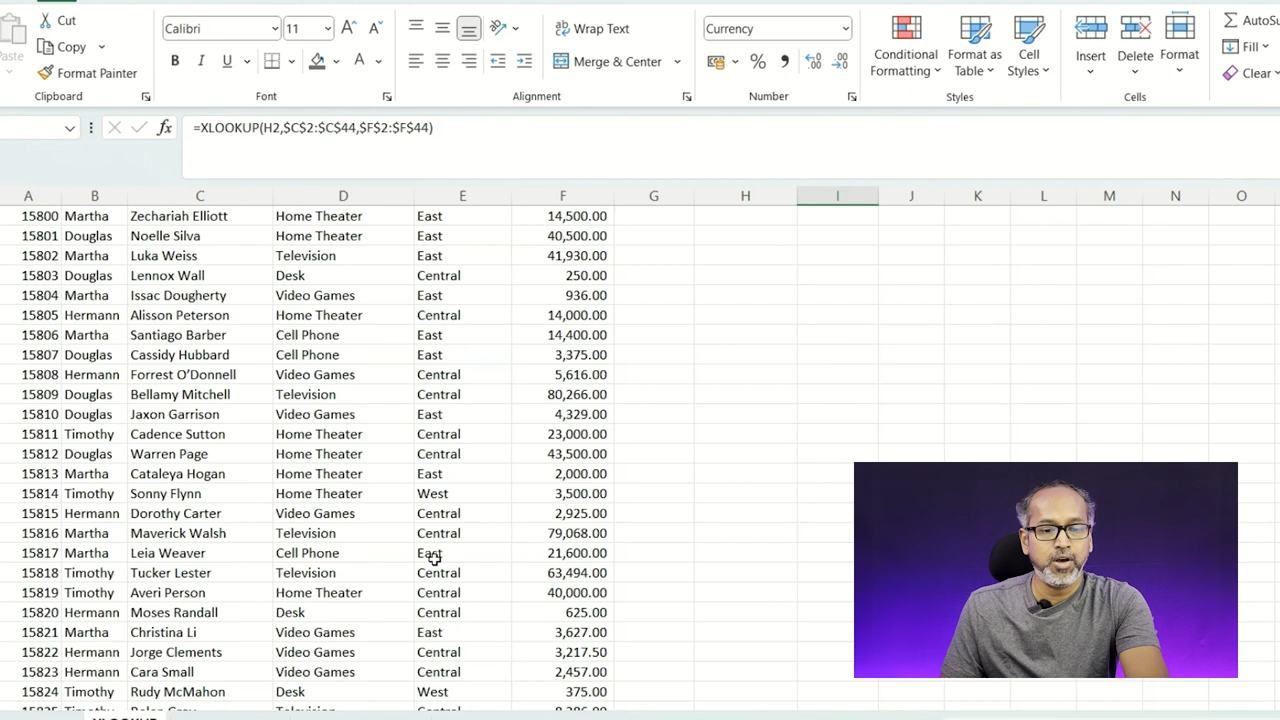 Cut
Copy
Paste
Format Painter
Clipboard
Calibri 11
B I U A
Font
Wrap Text
Merge & Center
Alignment
Currency
%
Number
Conditional Formatting
Format as Table
Cell Styles
Styles
Insert
Delete
Format
Cells
AutoSu
Fill
Clear
fx =XLOOKUP(H2,$C$2:$C$44,$F$2:$F$44)
A B C D E F G H I J K L M N O
15800 Martha Zechariah Elliott Home Theater East 14,500.00
15801 Douglas Noelle Silva Home Theater East 40,500.00
15802 Martha Luka Weiss Television East 41,930.00
15803 Douglas Lennox Wall Desk Central 250.00
15804 Martha Issac Dougherty Video Games East 936.00
15805 Hermann Alisson Peterson Home Theater Central 14,000.00
15806 Martha Santiago Barber Cell Phone East 14,400.00
15807 Douglas Cassidy Hubbard Cell Phone East 3,375.00
15808 Hermann Forrest O’Donnell Video Games Central 5,616.00
15809 Douglas Bellamy Mitchell Television Central 80,266.00
15810 Douglas Jaxon Garrison Video Games East 4,329.00
15811 Timothy Cadence Sutton Home Theater Central 23,000.00
15812 Douglas Warren Page Home Theater Central 43,500.00
15813 Martha Cataleya Hogan Home Theater East 2,000.00
15814 Timothy Sonny Flynn Home Theater West 3,500.00
15815 Hermann Dorothy Carter Video Games Central 2,925.00
15816 Martha Maverick Walsh Television Central 79,068.00
15817 Martha Leia Weaver Cell Phone East 21,600.00
15818 Timothy Tucker Lester Television Central 63,494.00
15819 Timothy Averi Person Home Theater Central 40,000.00
15820 Hermann Moses Randall Desk Central 625.00
15821 Martha Christina Li Video Games East 3,627.00
15822 Hermann Jorge Clements Video Games Central 3,217.50
15823 Hermann Cara Small Video Games Central 2,457.00
15824 Timothy Rudy McMahon Desk West 375.00
XLOOKUP